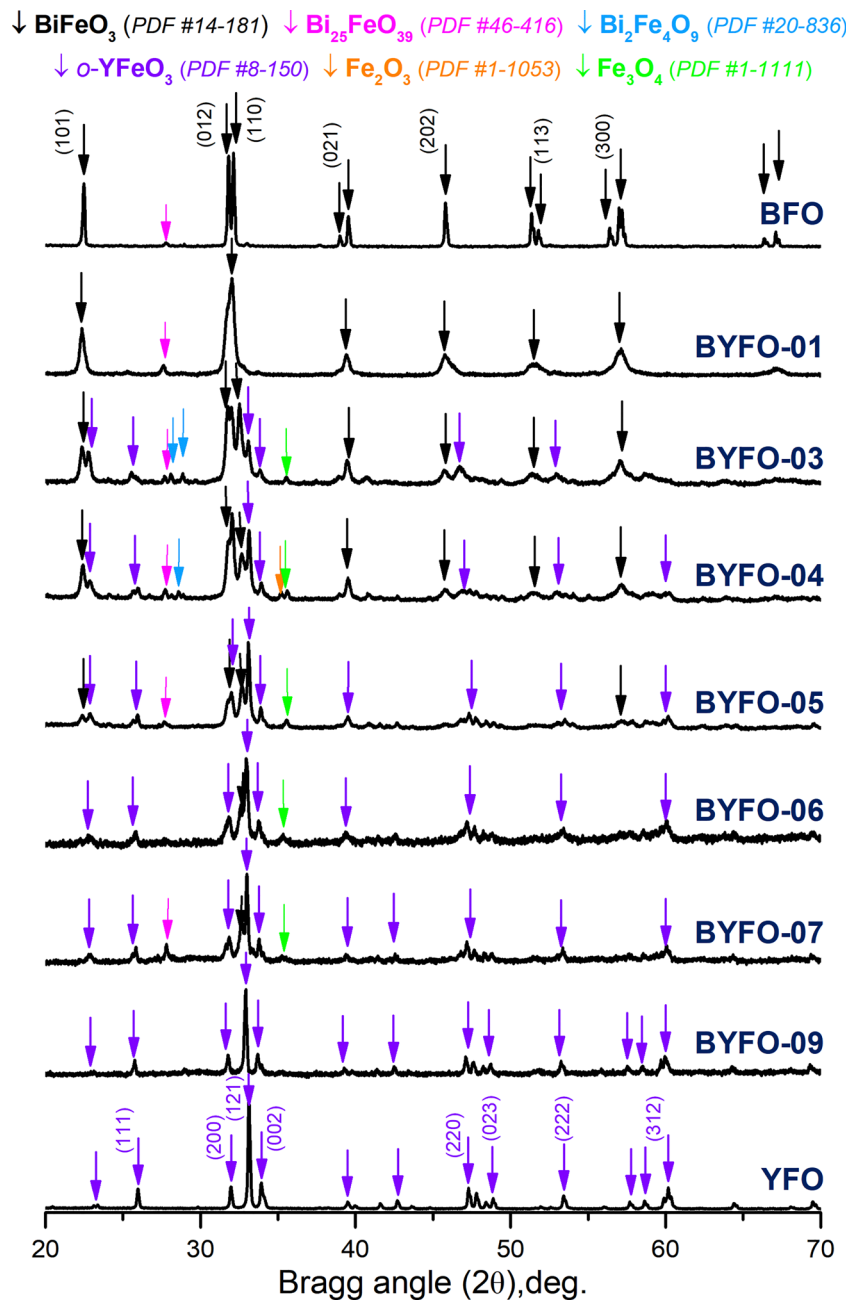 ↓ BiFeO₃ (PDF #14-181) ↓ Bi₂₅FeO₃₉ (PDF #46-416) ↓ Bi₂Fe₄O₉ (PDF #20-836)
↓ o-YFeO₃ (PDF #8-150) ↓ Fe₂O₃ (PDF #1-1053) ↓ Fe₃O₄ (PDF #1-1111)
(101)
(012)
(110)
(021)
(202)
(113)
(300)
BFO
BYFO-01
BYFO-03
BYFO-04
BYFO-05
BYFO-06
BYFO-07
BYFO-09
(111)
(200)
(121)
(002)
(220)
(023)
(222)
(312)
YFO
20 30 40 50 60 70
Bragg angle (2θ),deg.